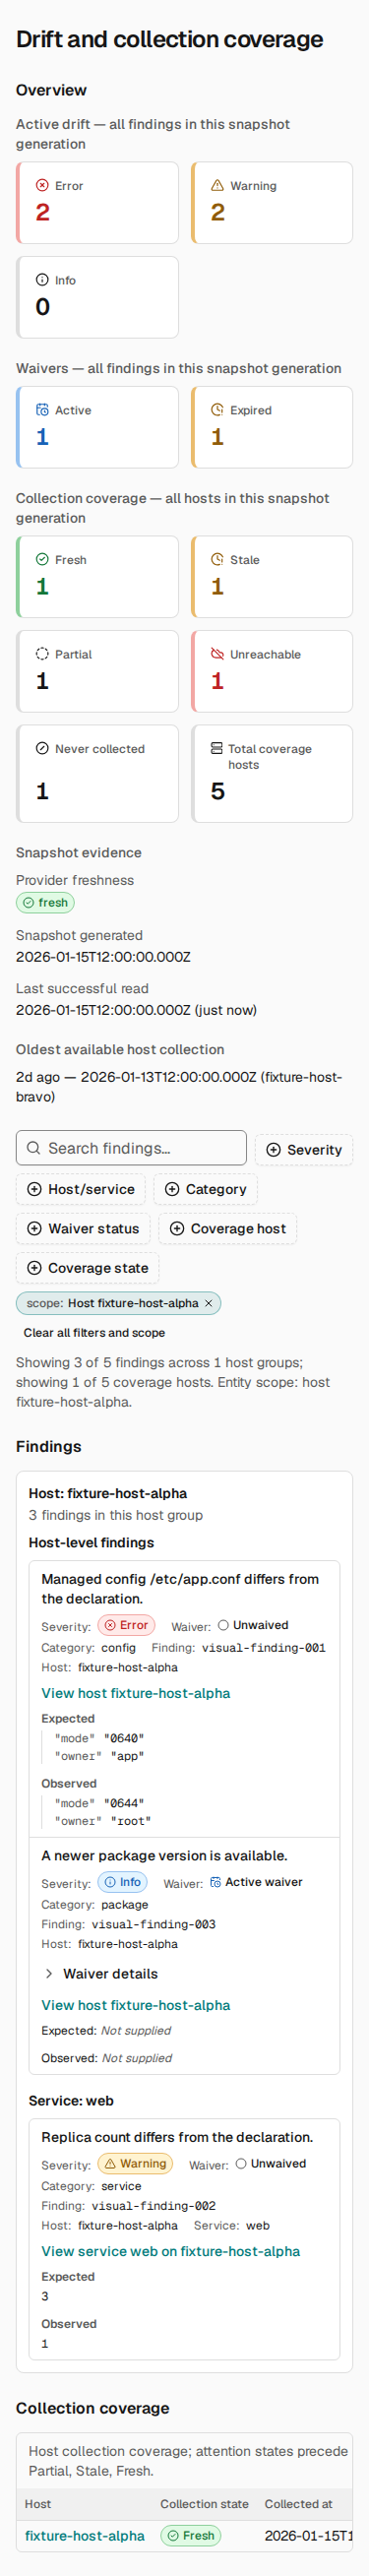 Drift and collection coverage
Overview
Active drift — all findings in this snapshot
generation
Error
2
Warning
2
Info
0
Waivers — all findings in this snapshot generation
Active
1
Expired
1
Collection coverage — all hosts in this snapshot
generation
Fresh
1
Stale
1
Partial
1
Unreachable
1
Never collected
1
Total coverage
hosts
5
Snapshot evidence
Provider freshness
fresh
Snapshot generated
2026-01-15T12:00:00.000Z
Last successful read
2026-01-15T12:00:00.000Z (just now)
Oldest available host collection
2d ago — 2026-01-13T12:00:00.000Z (fixture-host-
bravo)
Search findings...
Severity
Host/service
Category
Waiver status
Coverage host
Coverage state
scope: Host fixture-host-alpha ×
Clear all filters and scope
Showing 3 of 5 findings across 1 host groups;
showing 1 of 5 coverage hosts. Entity scope: host
fixture-host-alpha.
Findings
Host: fixture-host-alpha
3 findings in this host group
Host-level findings
Managed config /etc/app.conf differs from
the declaration.
Severity: Error Waiver: Unwaived
Category: config Finding: visual-finding-001
Host: fixture-host-alpha
View host fixture-host-alpha
Expected
"mode" "0640"
"owner" "app"
Observed
"mode" "0644"
"owner" "root"
A newer package version is available.
Severity: Info Waiver: Active waiver
Category: package
Finding: visual-finding-003
Host: fixture-host-alpha
Waiver details
View host fixture-host-alpha
Expected: Not supplied
Observed: Not supplied
Service: web
Replica count differs from the declaration.
Severity: Warning Waiver: Unwaived
Category: service
Finding: visual-finding-002
Host: fixture-host-alpha Service: web
View service web on fixture-host-alpha
Expected
3
Observed
1
Collection coverage
Host collection coverage; attention states precede
Partial, Stale, Fresh.
Host Collection state Collected at
fixture-host-alpha Fresh 2026-01-15T1